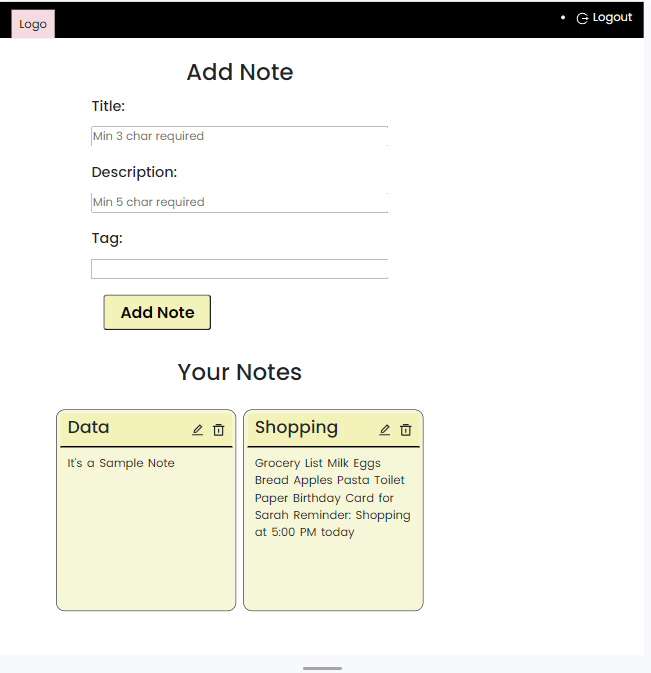 Logo
Logout
Add Note
Title:
Min 3 char required
Description:
Min 5 char required
Tag:
Add Note
Your Notes
Data
It's a Sample Note
Shopping
Grocery List Milk Eggs
Bread Apples Pasta Toilet
Paper Birthday Card for
Sarah Reminder: Shopping
at 5:00 PM today